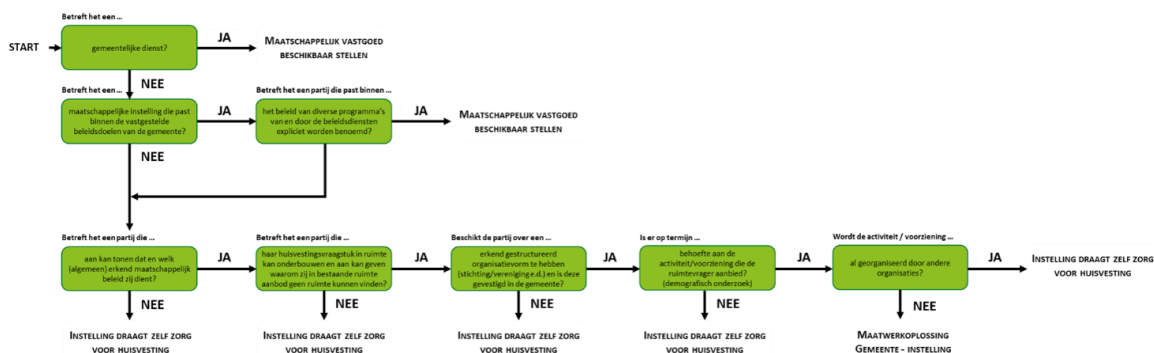 Betreft het een ...
START
gemeentelijke dienst?
JA
MAATSCHAPPELIJK VASTGOED
BESCHIKBAAR STELLEN
NEE
Betreft het een ...
maatschappelijke instelling die past
binnen de vastgestelde
beleidsdoelen van de gemeente?
JA
Betreft het een partij die past binnen ...
het beleid van diverse programma's
van en door de beleidsdiensten
expliciet worden benoemd?
JA
MAATSCHAPPELIJK VASTGOED
BESCHIKBAAR STELLEN
NEE
Betreft het een partij die ...
aan kan tonen dat en welk
(algemeen) erkend maatschappelijk
beleid zij dient?
JA
NEE
INSTELLING DRAAGT ZELF ZORG
VOOR HUISVESTING
Betreft het een partij die ...
haar huisvestingsvraagstuk in ruimte
kan onderbouwen en aan kan geven
waarom zij in bestaande ruimte
aanbod geen ruimte kunnen vinden?
JA
NEE
INSTELLING DRAAGT ZELF ZORG
VOOR HUISVESTING
Beschikt de partij over een ...
erkend gestructureerd
organisatievorm te hebben
(stichting/vereniging e.d.) en is deze
gevestigd in de gemeente?
JA
NEE
INSTELLING DRAAGT ZELF ZORG
VOOR HUISVESTING
Is er op termijn ...
behoefte aan de
activiteit/voorziening die de
ruimtevrager aanbied?
(demografisch onderzoek)
JA
NEE
INSTELLING DRAAGT ZELF ZORG
VOOR HUISVESTING
Wordt de activiteit / voorziening ...
al georganiseerd door andere
organisaties?
JA
INSTELLING DRAAGT ZELF ZORG
VOOR HUISVESTING
NEE
MAATWERKOPLOSSING
GEMEENTE - INSTELLING